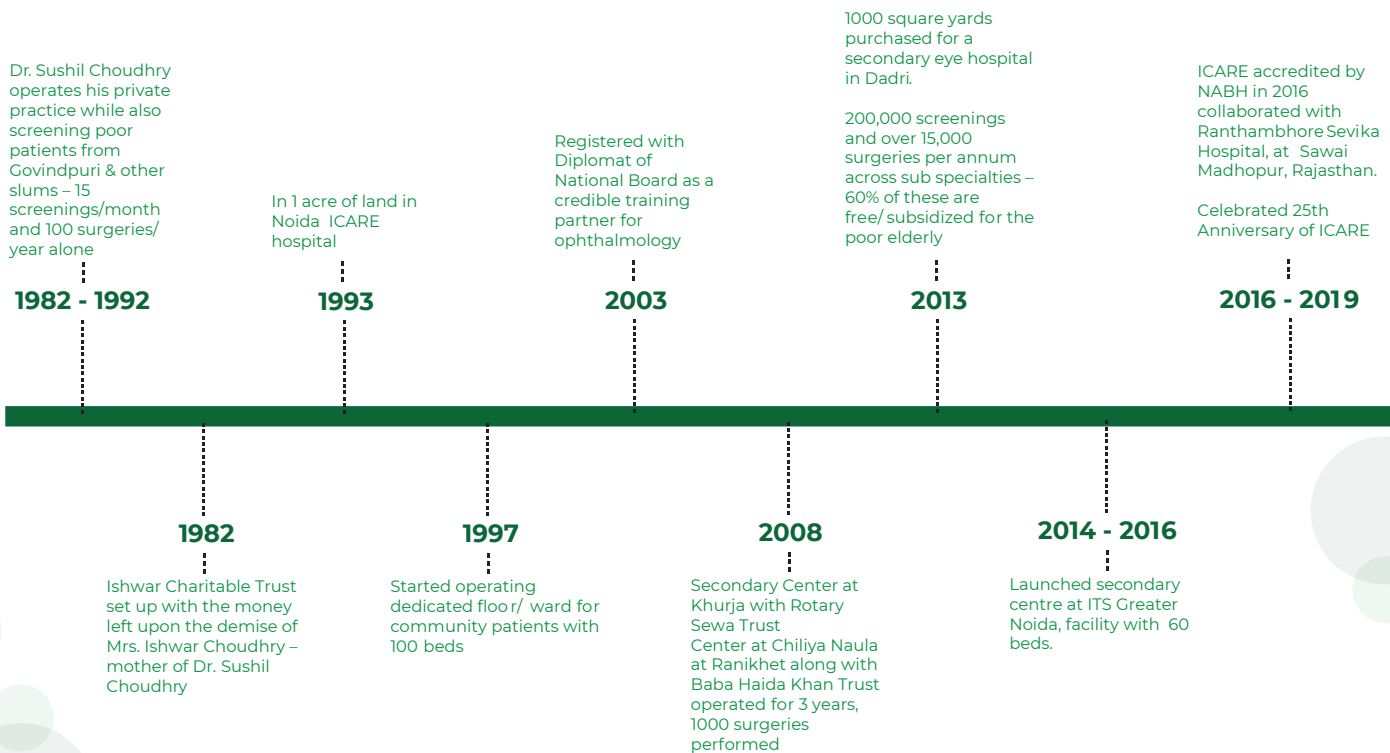 Dr. Sushil Choudhry
operates his private
practice while also
screening poor
patients from
Govindpuri & other
slums – 15
screenings/month
and 100 surgeries/
year alone
1982 - 1992
In 1 acre of land in
Noida ICARE
hospital
1993
Registered with
Diplomat of
National Board as a
credible training
partner for
ophthalmology
2003
1000 square yards
purchased for a
secondary eye hospital
in Dadri.
200,000 screenings
and over 15,000
surgeries per annum
across sub specialties –
60% of these are
free/ subsidized for the
poor elderly
2013
ICARE accredited by
NABH in 2016
collaborated with
Ranthambhore Sevika
Hospital, at Sawai
Madhopur, Rajasthan.
Celebrated 25th
Anniversary of ICARE
2016 - 2019
1982
Ishwar Charitable Trust
set up with the money
left upon the demise of
Mrs. Ishwar Choudhry –
mother of Dr. Sushil
Choudhry
1997
Started operating
dedicated floor/ ward for
community patients with
100 beds
2008
Secondary Center at
Khurja with Rotary
Sewa Trust
Center at Chiliya Naula
at Ranikhet along with
Baba Haida Khan Trust
operated for 3 years,
1000 surgeries
performed
2014 - 2016
Launched secondary
centre at ITS Greater
Noida, facility with 60
beds.